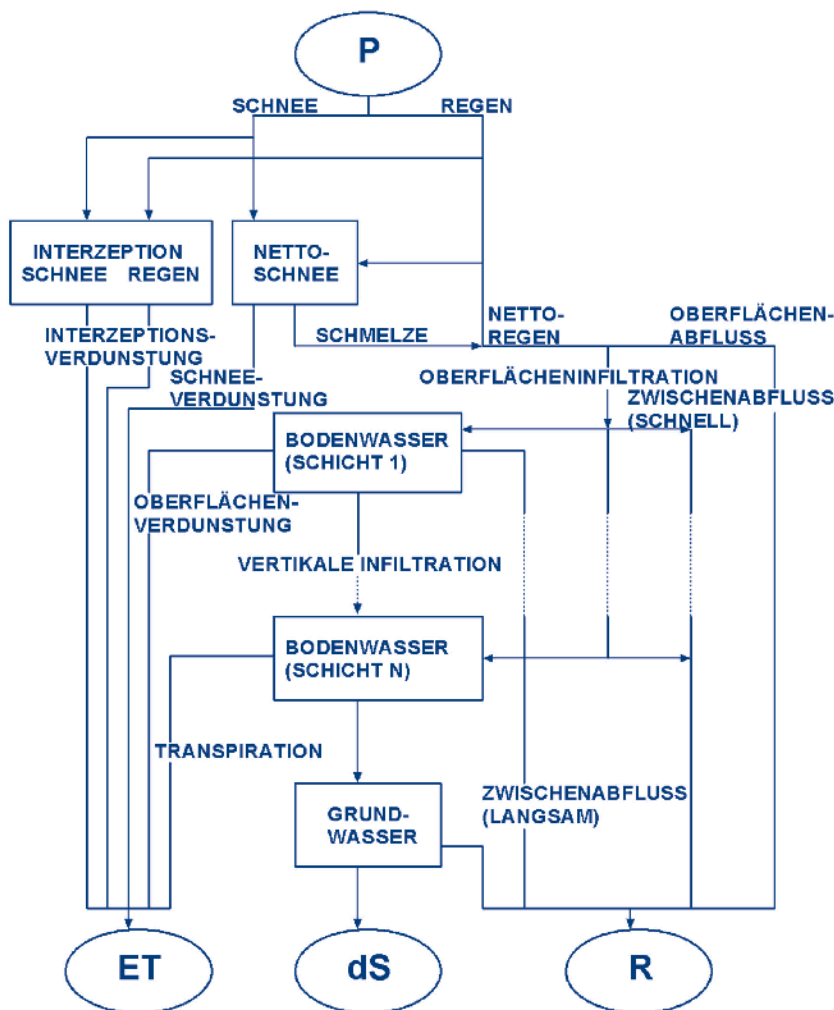 P
SCHNEE
REGEN
INTERZEPTION
SCHNEE REGEN
NETTO-
SCHNEE
INTERZEPTIONS-
VERDUNSTUNG
SCHMELZE
NETTO-
REGEN
OBERFLÄCHEN-
ABFLUSS
SCHNEE-
VERDUNSTUNG
OBERFLÄCHENINFILTRATION
ZWISCHENABFLUSS
(SCHNELL)
BODENWASSER
(SCHICHT 1)
OBERFLÄCHEN-
VERDUNSTUNG
VERTIKALE INFILTRATION
BODENWASSER
(SCHICHT N)
TRANSPIRATION
GRUND-
WASSER
ZWISCHENABFLUSS
(LANGSAM)
ET
dS
R